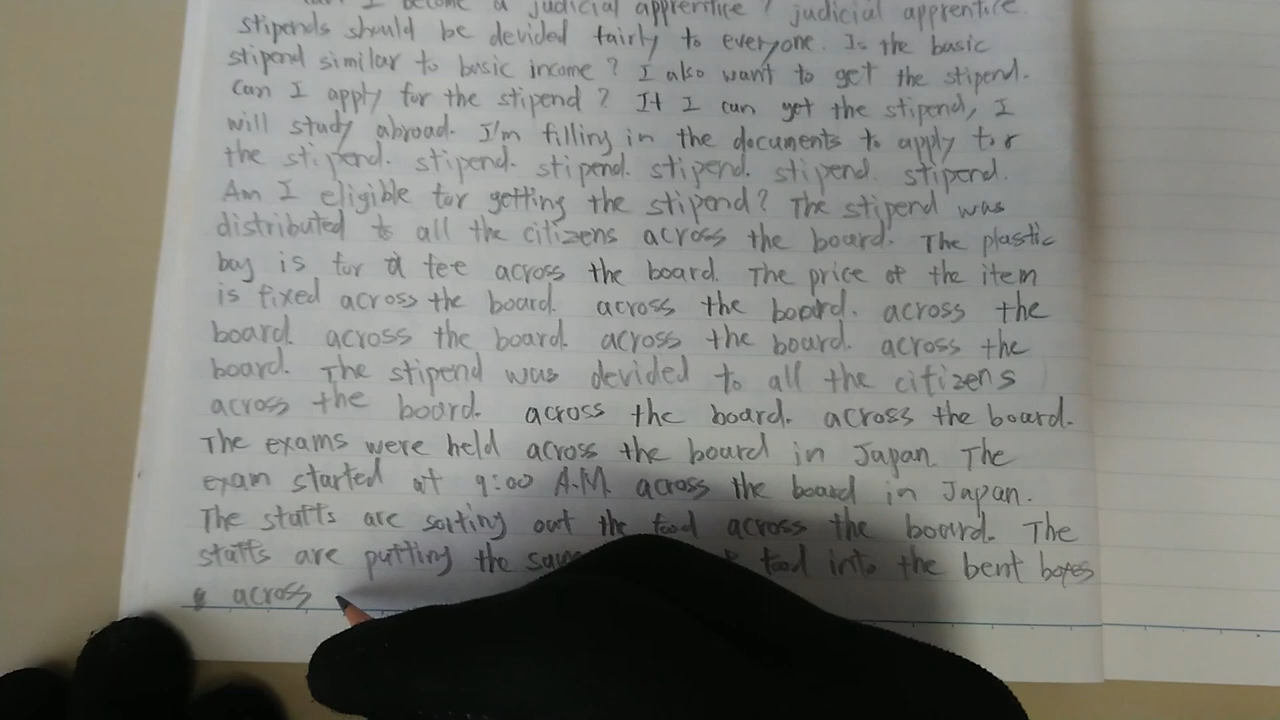 I become a judicial apprentice? judicial apprentice.
stipends should be devided fairly to everyone. Is the basic
stipend similar to basic income? I also want to get the stipend.
Can I apply for the stipend? If I can get the stipend, I
will study abroad. I'm filling in the documents to apply for
the stipend. stipend. stipend. stipend. stipend. stipend.
Am I eligible for getting the stipend? The stipend was
distributed to all the citizens across the board. The plastic
bag is for a fee across the board. The price of the item
is fixed across the board. across the board. across the
board. across the board. across the board. across the
board. The stipend was devided to all the citizens
across the board. across the board. across the board.
The exams were held across the board in Japan. The
exam started at 9:00 A.M. across the board in Japan.
The staffs are sorting out the food across the board. The
staffs are putting the food into the bent boxes
across